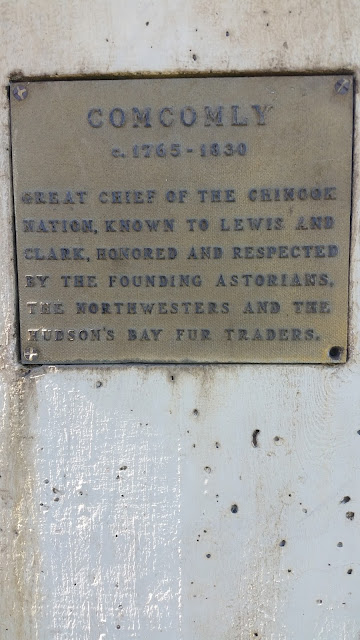 COMCOMLY
c. 1765-1830
GREAT CHIEF OF THE CHINOOK
NATION, KNOWN TO LEWIS AND
CLARK, HONORED AND RESPECTED
BY THE FOUNDING ASTORIANS,
THE NORTHWESTERS AND THE
HUDSON'S BAY FUR TRADERS.